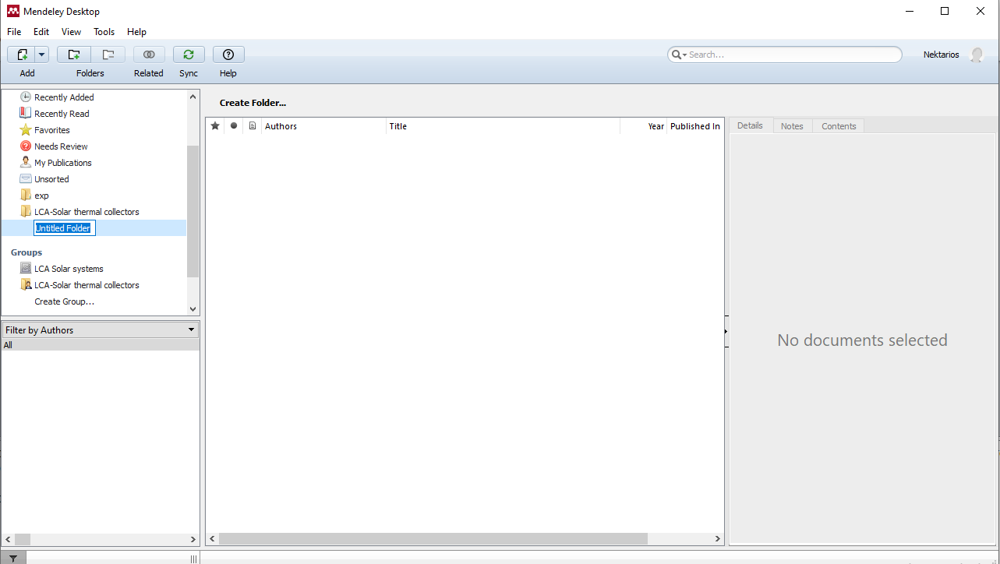 Mendeley Desktop
File Edit View Tools Help
Search...
Nektarios
Add Folders Related Sync Help
Recently Added
Recently Read
Favorites
Needs Review
My Publications
Unsorted
exp
LCA-Solar thermal collectors
Untitled Folder
Groups
LCA Solar systems
LCA-Solar thermal collectors
Create Group...
Filter by Authors
All
Create Folder...
Authors Title Year Published In
Details Notes Contents
No documents selected